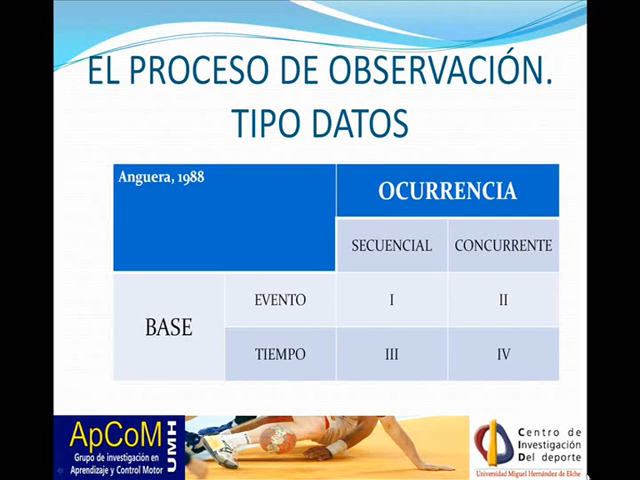 EL PROCESO DE OBSERVACIÓN.
TIPO DATOS
Anguera, 1988
OCURRENCIA
SECUENCIAL CONCURRENTE
BASE
EVENTO I II
TIEMPO III IV
ApCoM UMH
Grupo de investigación en
Aprendizaje y Control Motor
Centro de
Investigación
Del deporte
Universidad Miguel Hernández de Elche